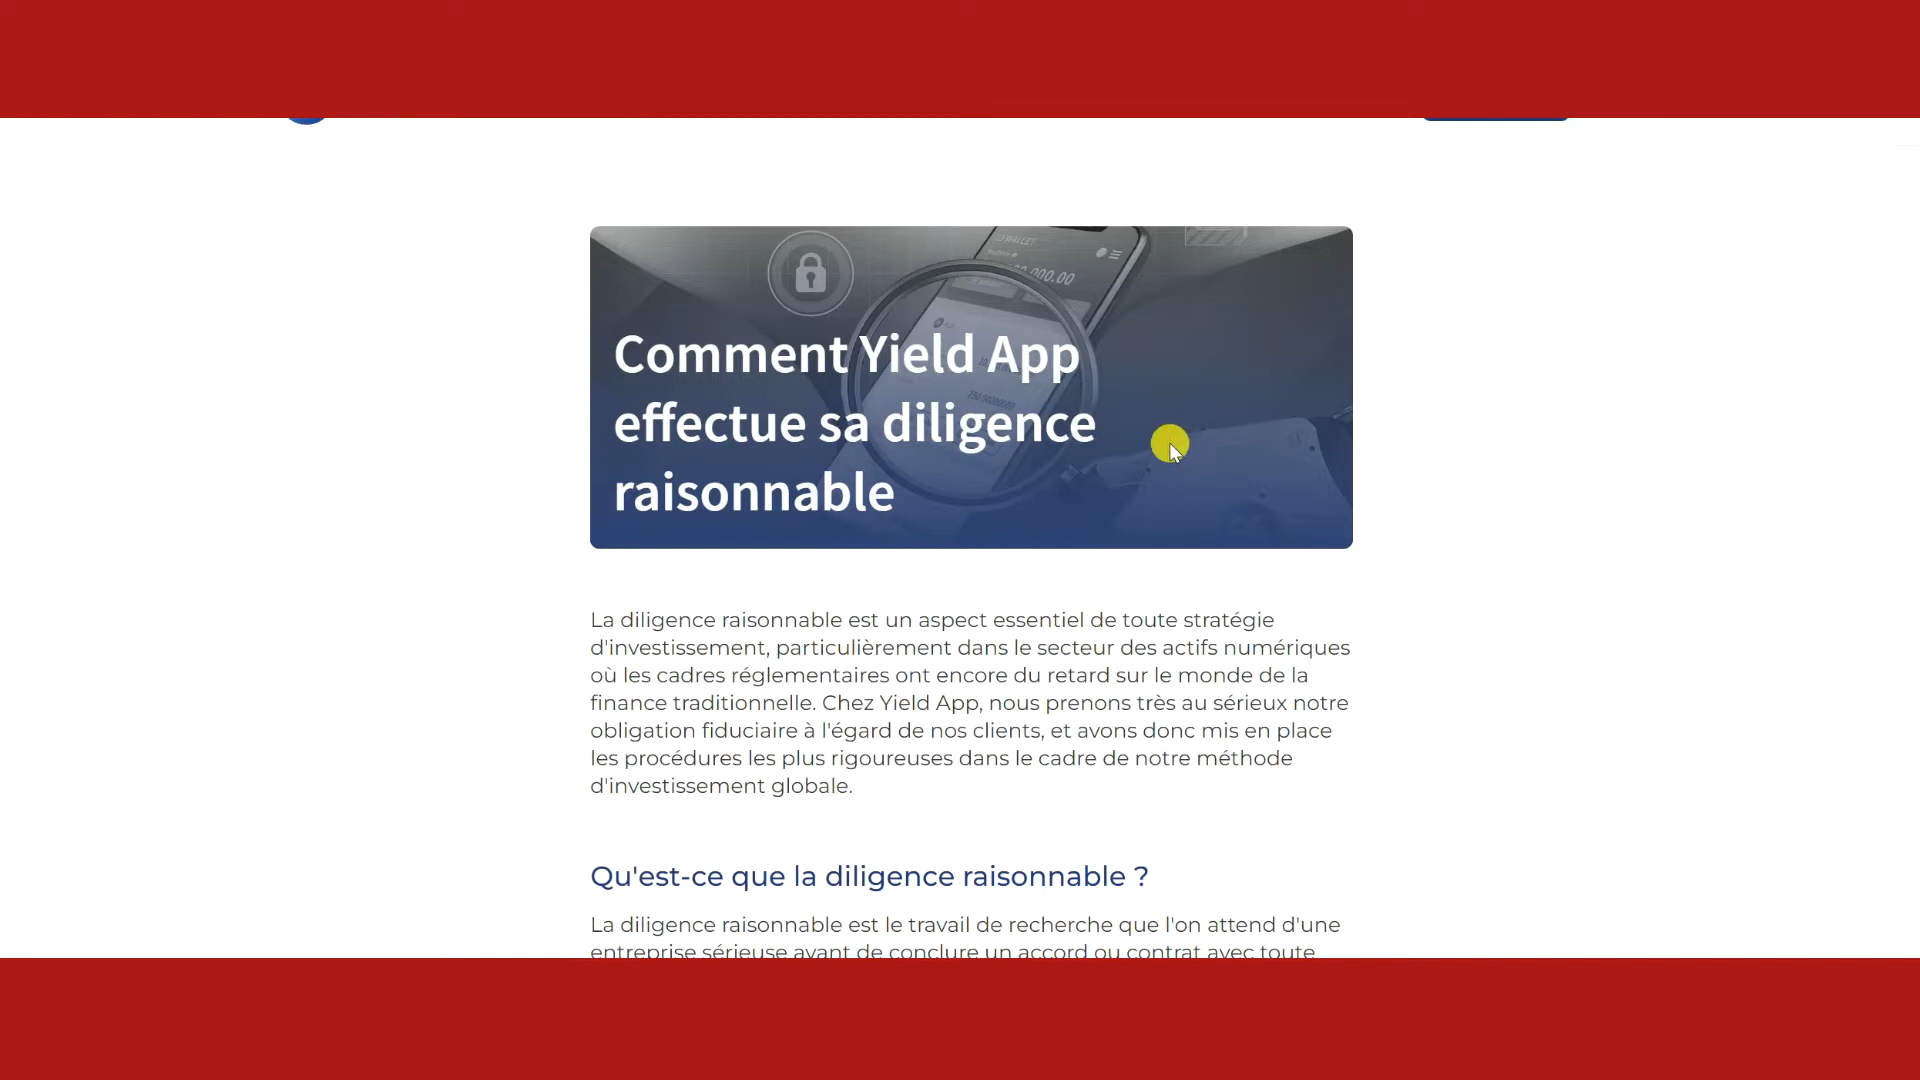 WALLET
000.00
Comment Yield App
effectue sa diligence
raisonnable
La diligence raisonnable est un aspect essentiel de toute stratégie
d'investissement, particulièrement dans le secteur des actifs numériques
où les cadres réglementaires ont encore du retard sur le monde de la
finance traditionnelle. Chez Yield App, nous prenons très au sérieux notre
obligation fiduciaire à l'égard de nos clients, et avons donc mis en place
les procédures les plus rigoureuses dans le cadre de notre méthode
d'investissement globale.
Qu'est-ce que la diligence raisonnable ?
La diligence raisonnable est le travail de recherche que l'on attend d'une
entreprise sérieuse avant de conclure un accord ou contrat avec toute